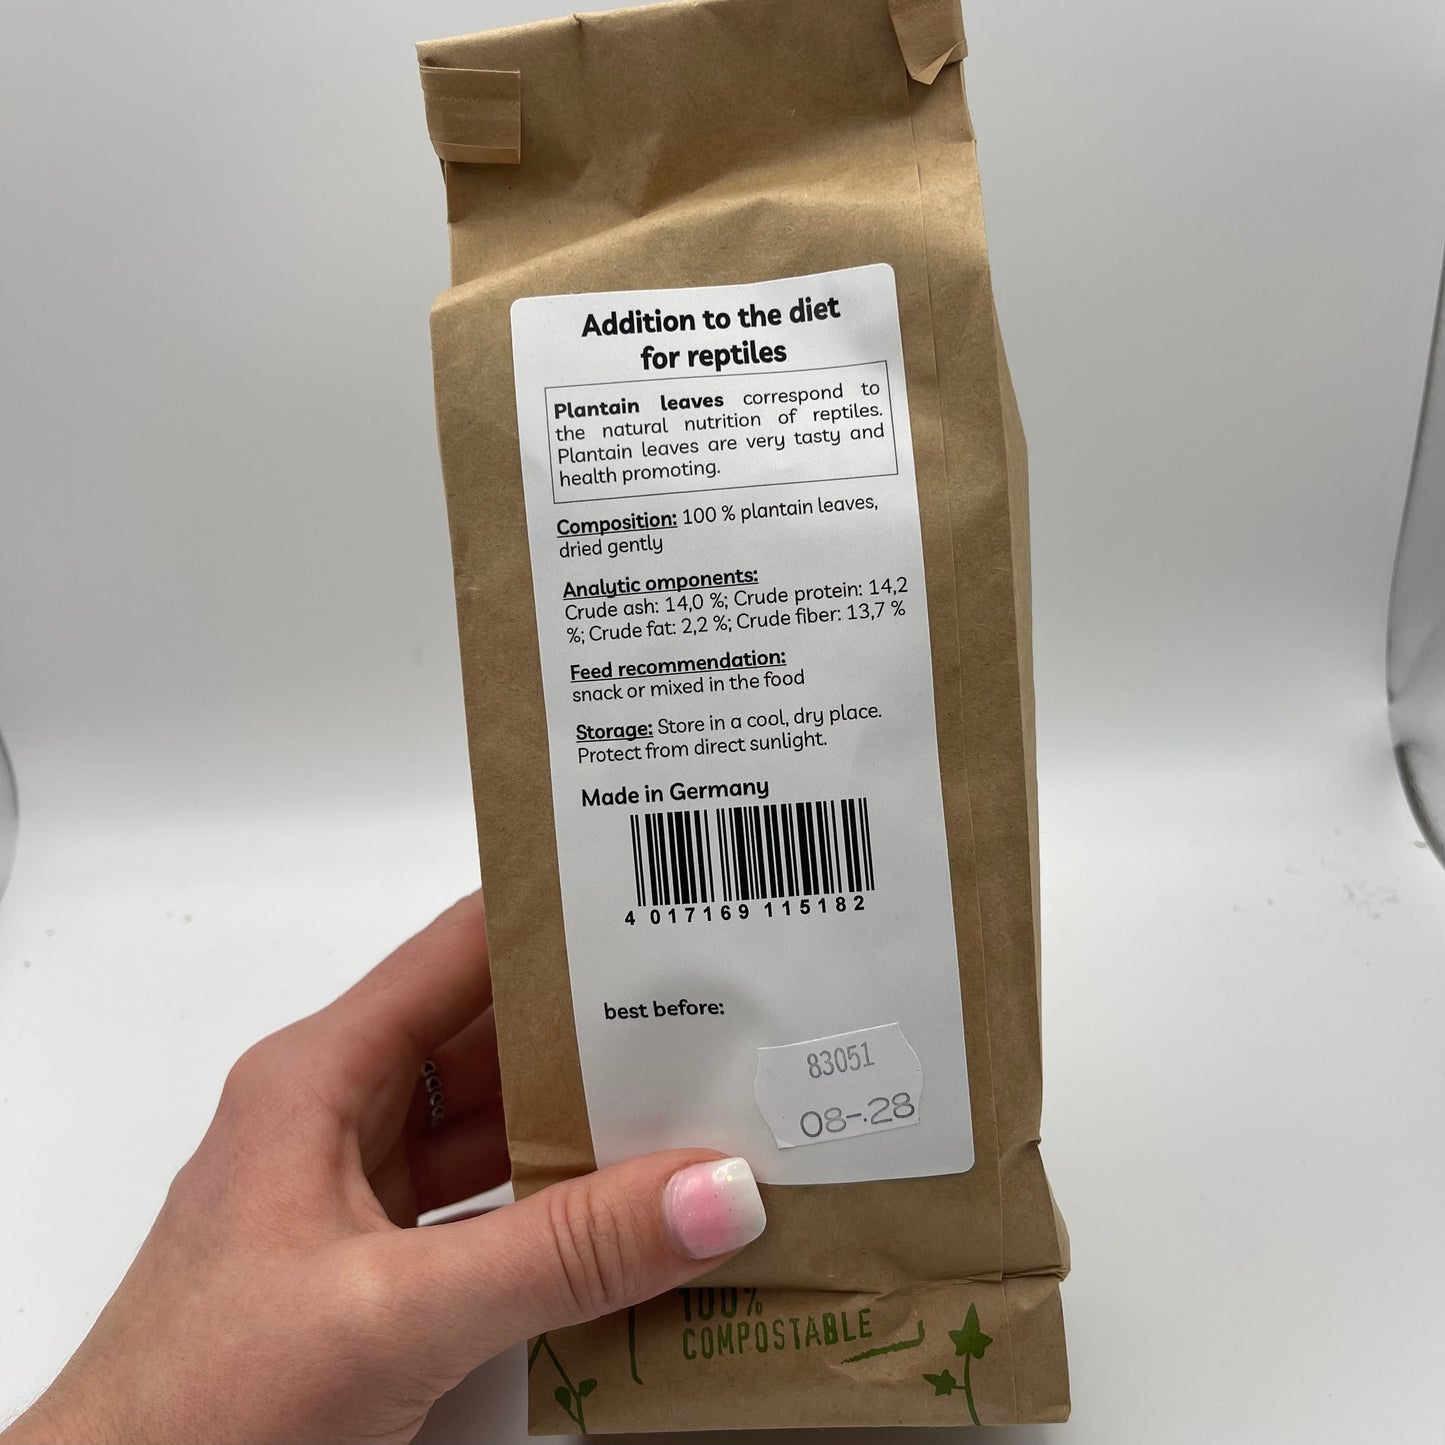 Addition to the diet
for reptiles
Plantain leaves correspond to
the natural nutrition of reptiles.
Plantain leaves are very tasty and
health promoting.
Composition: 100 % plantain leaves,
dried gently
Analytic omponents:
Crude ash: 14,0 %; Crude protein: 14,2
%; Crude fat: 2,2 %; Crude fiber: 13,7 %
Feed recommendation:
snack or mixed in the food
Storage: Store in a cool, dry place.
Protect from direct sunlight.
Made in Germany
4 017169 115182
best before:
83051
08-.28
100%
COMPOSTABLE